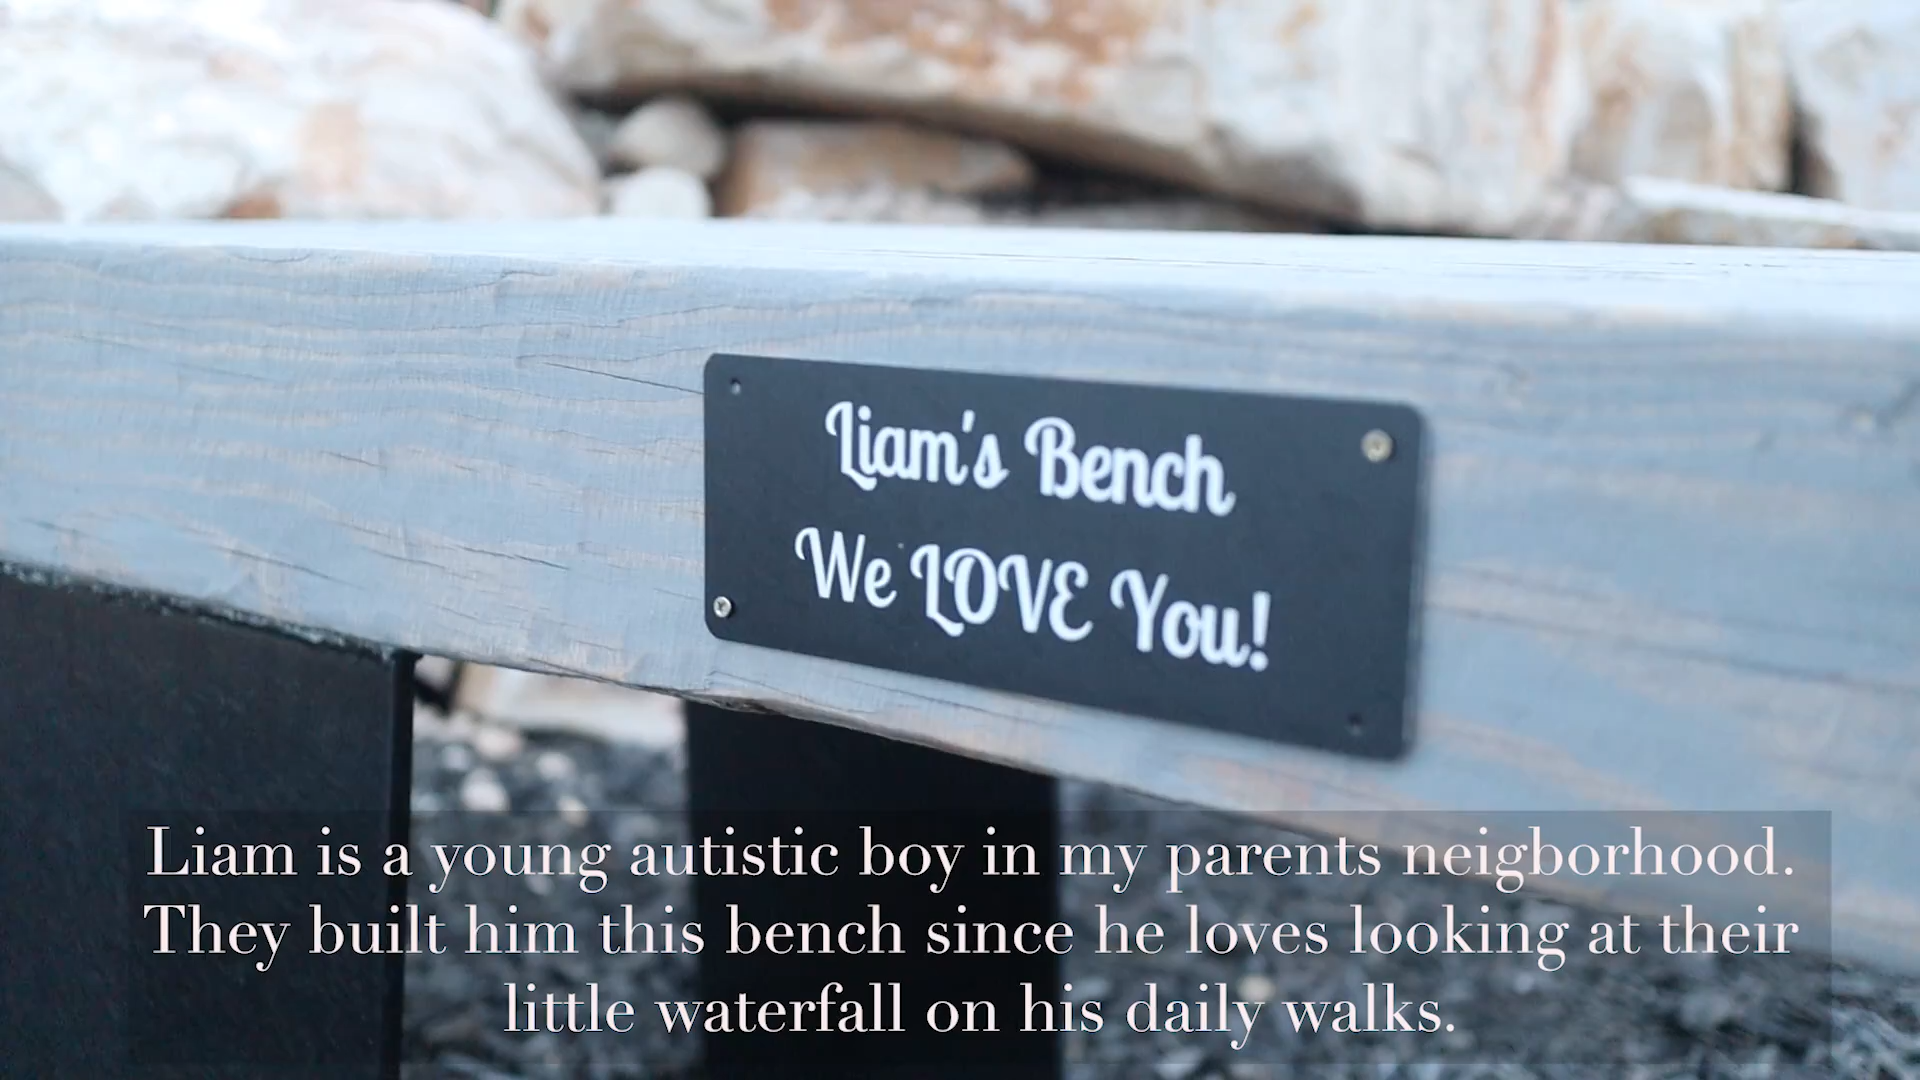 Liam's Bench
We LOVE You!
Liam is a young autistic boy in my parents neigborhood.
They built him this bench since he loves looking at their
little waterfall on his daily walks.